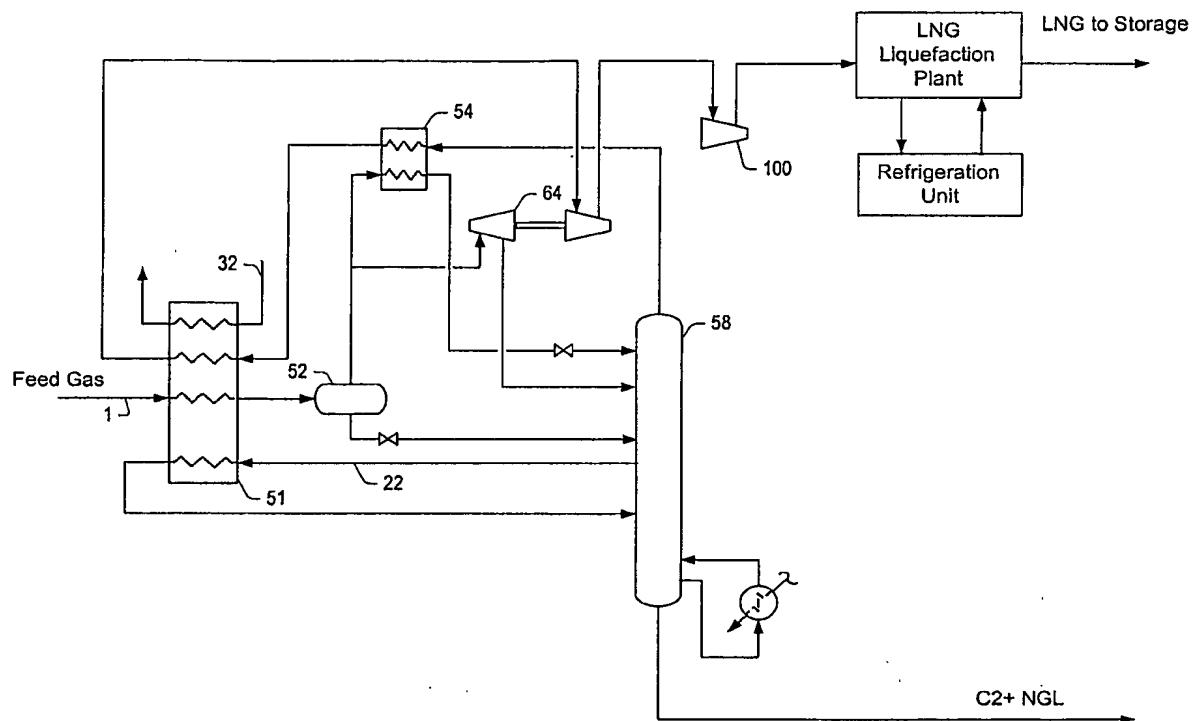 LNG to Storage
LNG
Liquefaction
Plant
54
100
Refrigeration
Unit
64
32
58
52
Feed Gas
1
22
51
C2+ NGL